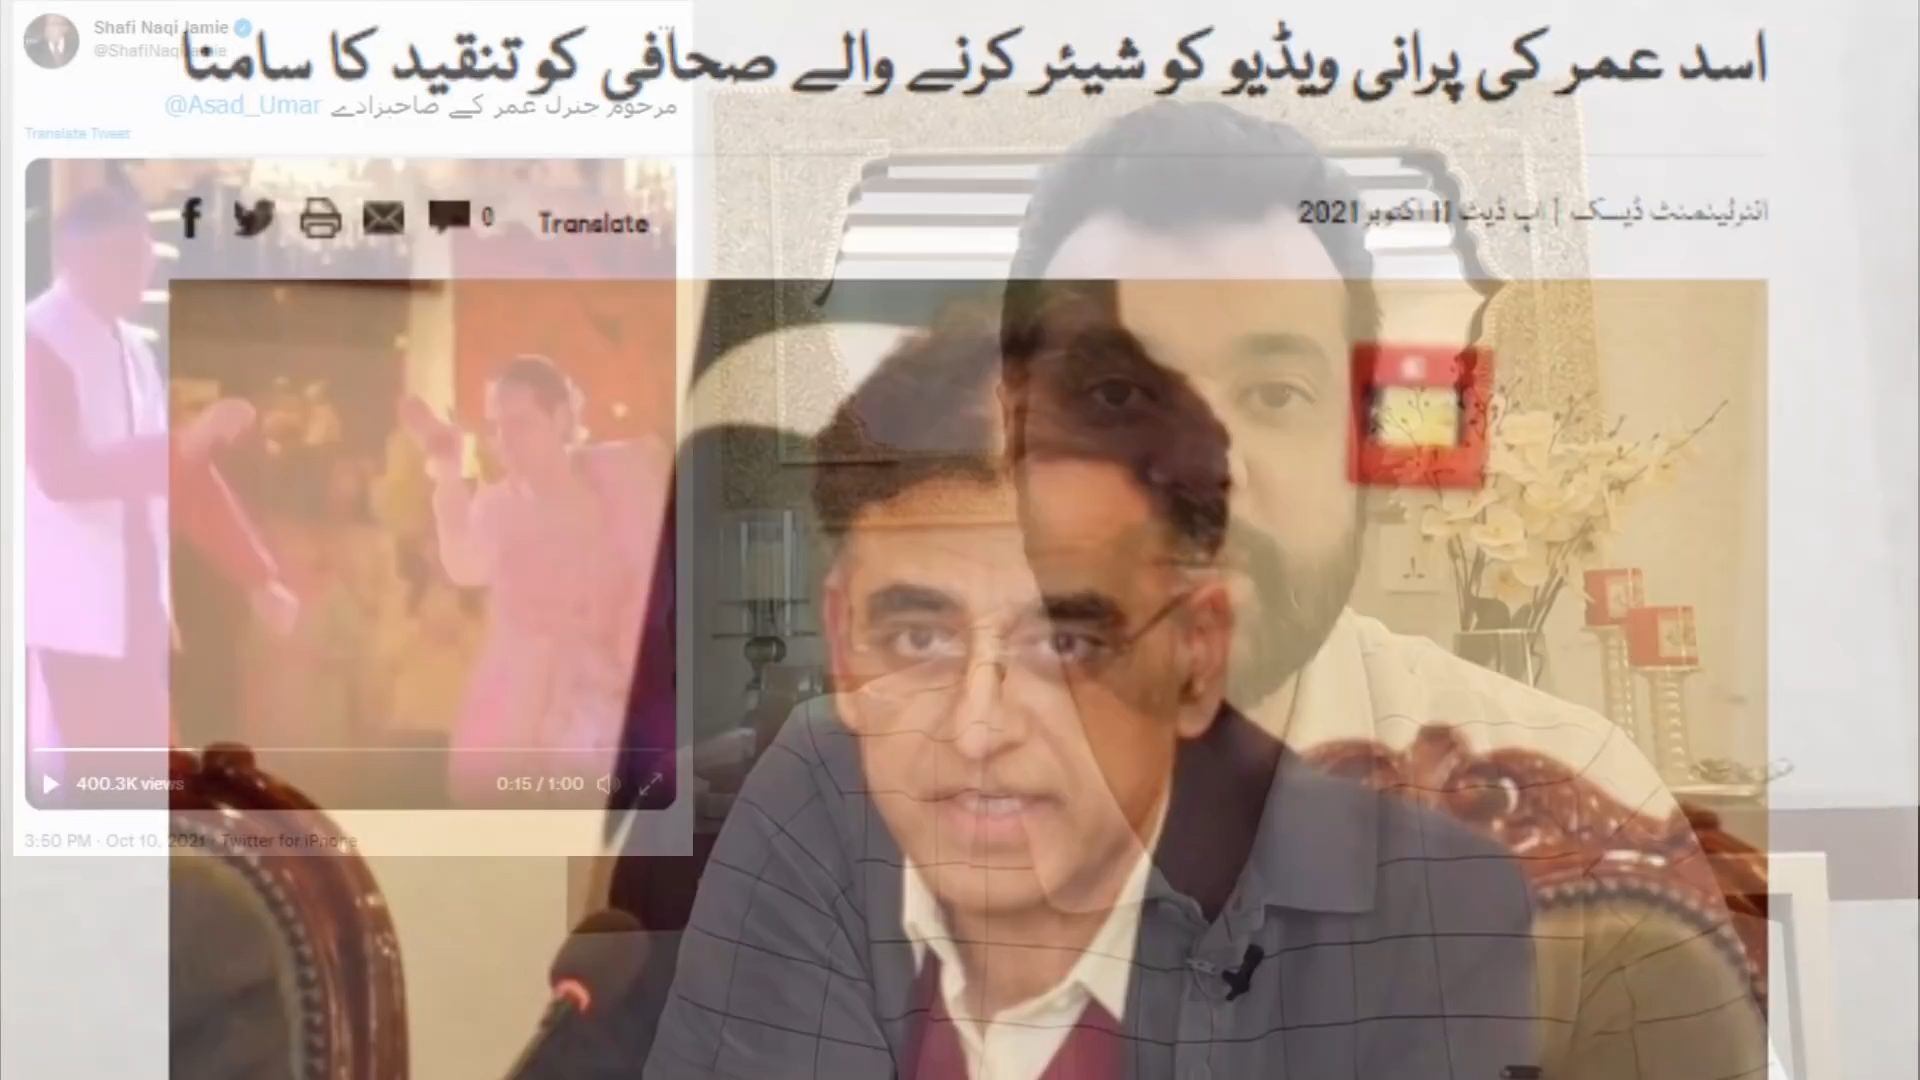 Shafi Naqi Jamie
اسد عمر کی پرانی ویڈیو کو شیئر کرنے والے صحافی کو تنقید کا سامنا
مرحوم جنرل عمر کے صاحبزادے @Asad_Umar
Translate Tweet
انٹرٹینمنٹ ڈیسک | اپ ڈیٹ 11 اکتوبر 2021
0 Translate
400.3K views 0:15 / 1:00
3:50 PM · Oct 10, 2021 · Twitter for iPhone